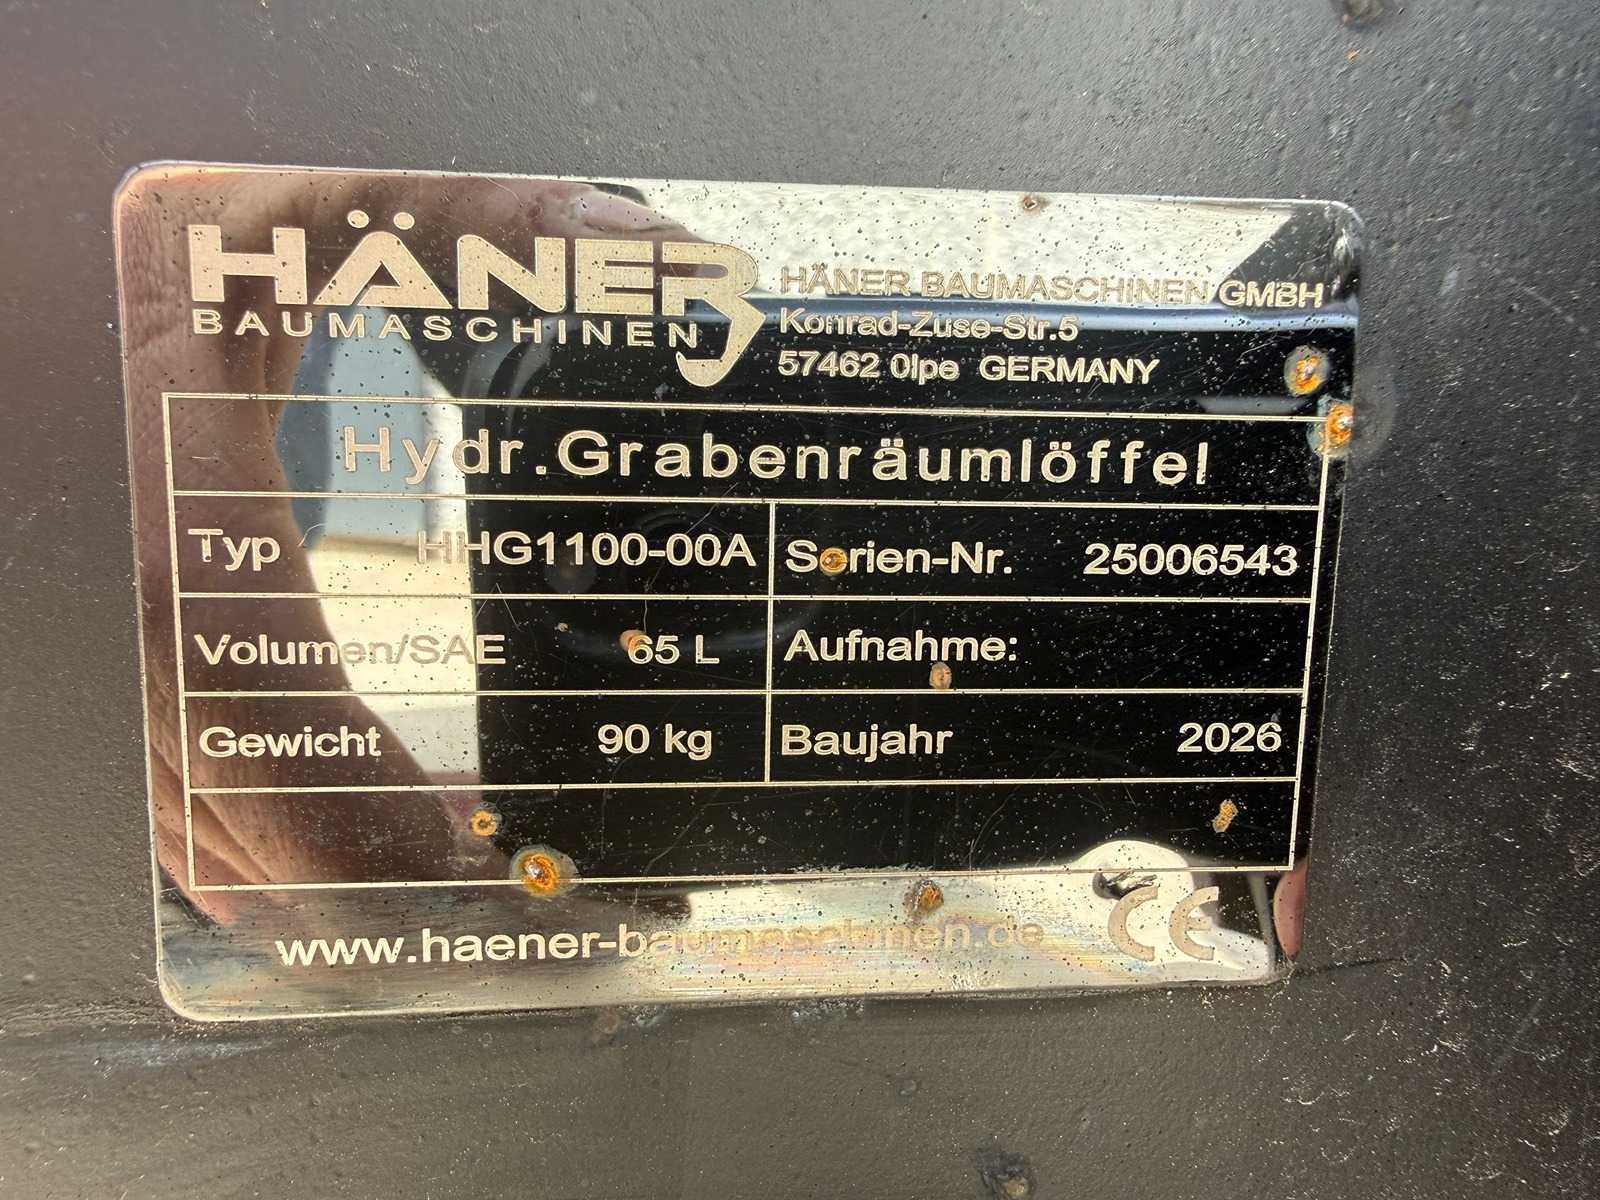 HÄNER
BAUMASCHINEN
HÄNER BAUMASCHINEN GMBH
Konrad-Zuse-Str.5
57462 Olpe GERMANY
Hydr.Grabenräumlöffel
Typ HHG1100-00A Serien-Nr. 25006543
Volumen/SAE 65 L Aufnahme:
Gewicht 90 kg Baujahr 2026
www.haener-baumaschinen.de CE